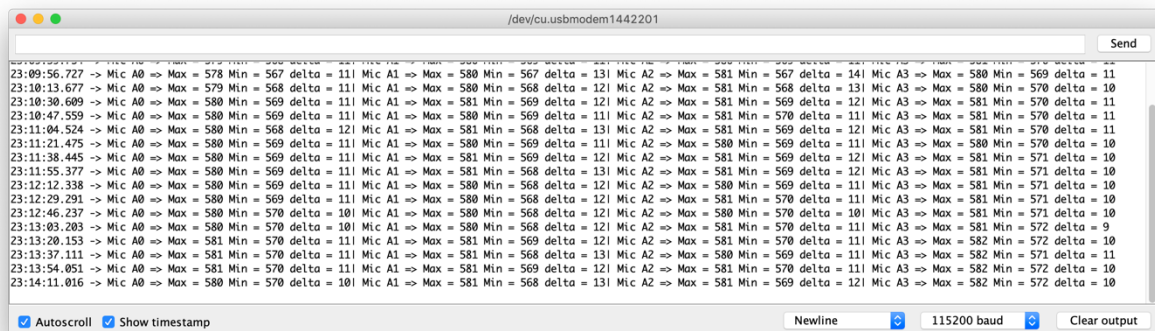 /dev/cu.usbmodem1442201
Send
23:09:56.727 -> Mic A0 => Max = 578 Min = 567 delta = 11| Mic A1 => Max = 580 Min = 567 delta = 13| Mic A2 => Max = 581 Min = 567 delta = 14| Mic A3 => Max = 580 Min = 569 delta = 11
23:10:13.677 -> Mic A0 => Max = 579 Min = 568 delta = 11| Mic A1 => Max = 580 Min = 568 delta = 12| Mic A2 => Max = 581 Min = 568 delta = 13| Mic A3 => Max = 580 Min = 570 delta = 10
23:10:30.609 -> Mic A0 => Max = 580 Min = 569 delta = 11| Mic A1 => Max = 580 Min = 568 delta = 12| Mic A2 => Max = 581 Min = 569 delta = 12| Mic A3 => Max = 581 Min = 570 delta = 11
23:10:47.559 -> Mic A0 => Max = 580 Min = 569 delta = 11| Mic A1 => Max = 580 Min = 569 delta = 11| Mic A2 => Max = 581 Min = 569 delta = 12| Mic A3 => Max = 581 Min = 570 delta = 11
23:11:04.524 -> Mic A0 => Max = 580 Min = 568 delta = 12| Mic A1 => Max = 581 Min = 568 delta = 13| Mic A2 => Max = 581 Min = 569 delta = 12| Mic A3 => Max = 581 Min = 570 delta = 11
23:11:21.475 -> Mic A0 => Max = 580 Min = 569 delta = 11| Mic A1 => Max = 580 Min = 569 delta = 11| Mic A2 => Max = 580 Min = 569 delta = 11| Mic A3 => Max = 580 Min = 570 delta = 10
23:11:38.445 -> Mic A0 => Max = 580 Min = 569 delta = 11| Mic A1 => Max = 581 Min = 569 delta = 12| Mic A2 => Max = 581 Min = 569 delta = 12| Mic A3 => Max = 581 Min = 571 delta = 10
23:11:55.377 -> Mic A0 => Max = 580 Min = 569 delta = 11| Mic A1 => Max = 581 Min = 568 delta = 13| Mic A2 => Max = 581 Min = 569 delta = 12| Mic A3 => Max = 581 Min = 571 delta = 10
23:12:12.338 -> Mic A0 => Max = 580 Min = 569 delta = 11| Mic A1 => Max = 580 Min = 568 delta = 12| Mic A2 => Max = 580 Min = 569 delta = 11| Mic A3 => Max = 581 Min = 571 delta = 10
23:12:29.291 -> Mic A0 => Max = 580 Min = 569 delta = 11| Mic A1 => Max = 580 Min = 568 delta = 12| Mic A2 => Max = 581 Min = 569 delta = 12| Mic A3 => Max = 581 Min = 571 delta = 10
23:12:46.237 -> Mic A0 => Max = 580 Min = 570 delta = 10| Mic A1 => Max = 580 Min = 568 delta = 12| Mic A2 => Max = 580 Min = 570 delta = 10| Mic A3 => Max = 581 Min = 571 delta = 10
23:13:03.203 -> Mic A0 => Max = 580 Min = 570 delta = 10| Mic A1 => Max = 580 Min = 568 delta = 12| Mic A2 => Max = 581 Min = 570 delta = 11| Mic A3 => Max = 581 Min = 572 delta = 9
23:13:20.153 -> Mic A0 => Max = 581 Min = 570 delta = 11| Mic A1 => Max = 581 Min = 569 delta = 12| Mic A2 => Max = 581 Min = 570 delta = 11| Mic A3 => Max = 582 Min = 572 delta = 10
23:13:37.111 -> Mic A0 => Max = 581 Min = 570 delta = 11| Mic A1 => Max = 581 Min = 568 delta = 13| Mic A2 => Max = 580 Min = 569 delta = 11| Mic A3 => Max = 582 Min = 571 delta = 11
23:13:54.051 -> Mic A0 => Max = 581 Min = 570 delta = 11| Mic A1 => Max = 581 Min = 569 delta = 12| Mic A2 => Max = 581 Min = 570 delta = 11| Mic A3 => Max = 582 Min = 572 delta = 10
23:14:11.016 -> Mic A0 => Max = 580 Min = 570 delta = 10| Mic A1 => Max = 581 Min = 568 delta = 13| Mic A2 => Max = 581 Min = 569 delta = 12| Mic A3 => Max = 582 Min = 572 delta = 10
Autoscroll Show timestamp Newline 115200 baud Clear output